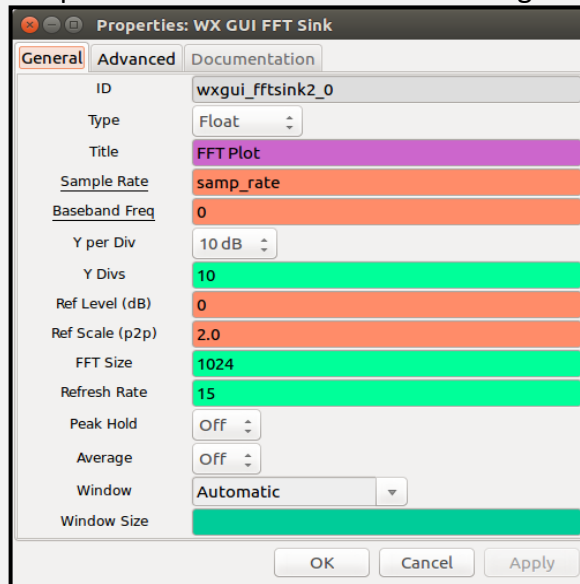 Properties: WX GUI FFT Sink
General Advanced Documentation
ID wxgui_fftsink2_0
Type Float
Title FFT Plot
Sample Rate samp_rate
Baseband Freq 0
Y per Div 10 dB
Y Divs 10
Ref Level (dB) 0
Ref Scale (p2p) 2.0
FFT Size 1024
Refresh Rate 15
Peak Hold Off
Average Off
Window Automatic
Window Size
OK Cancel Apply